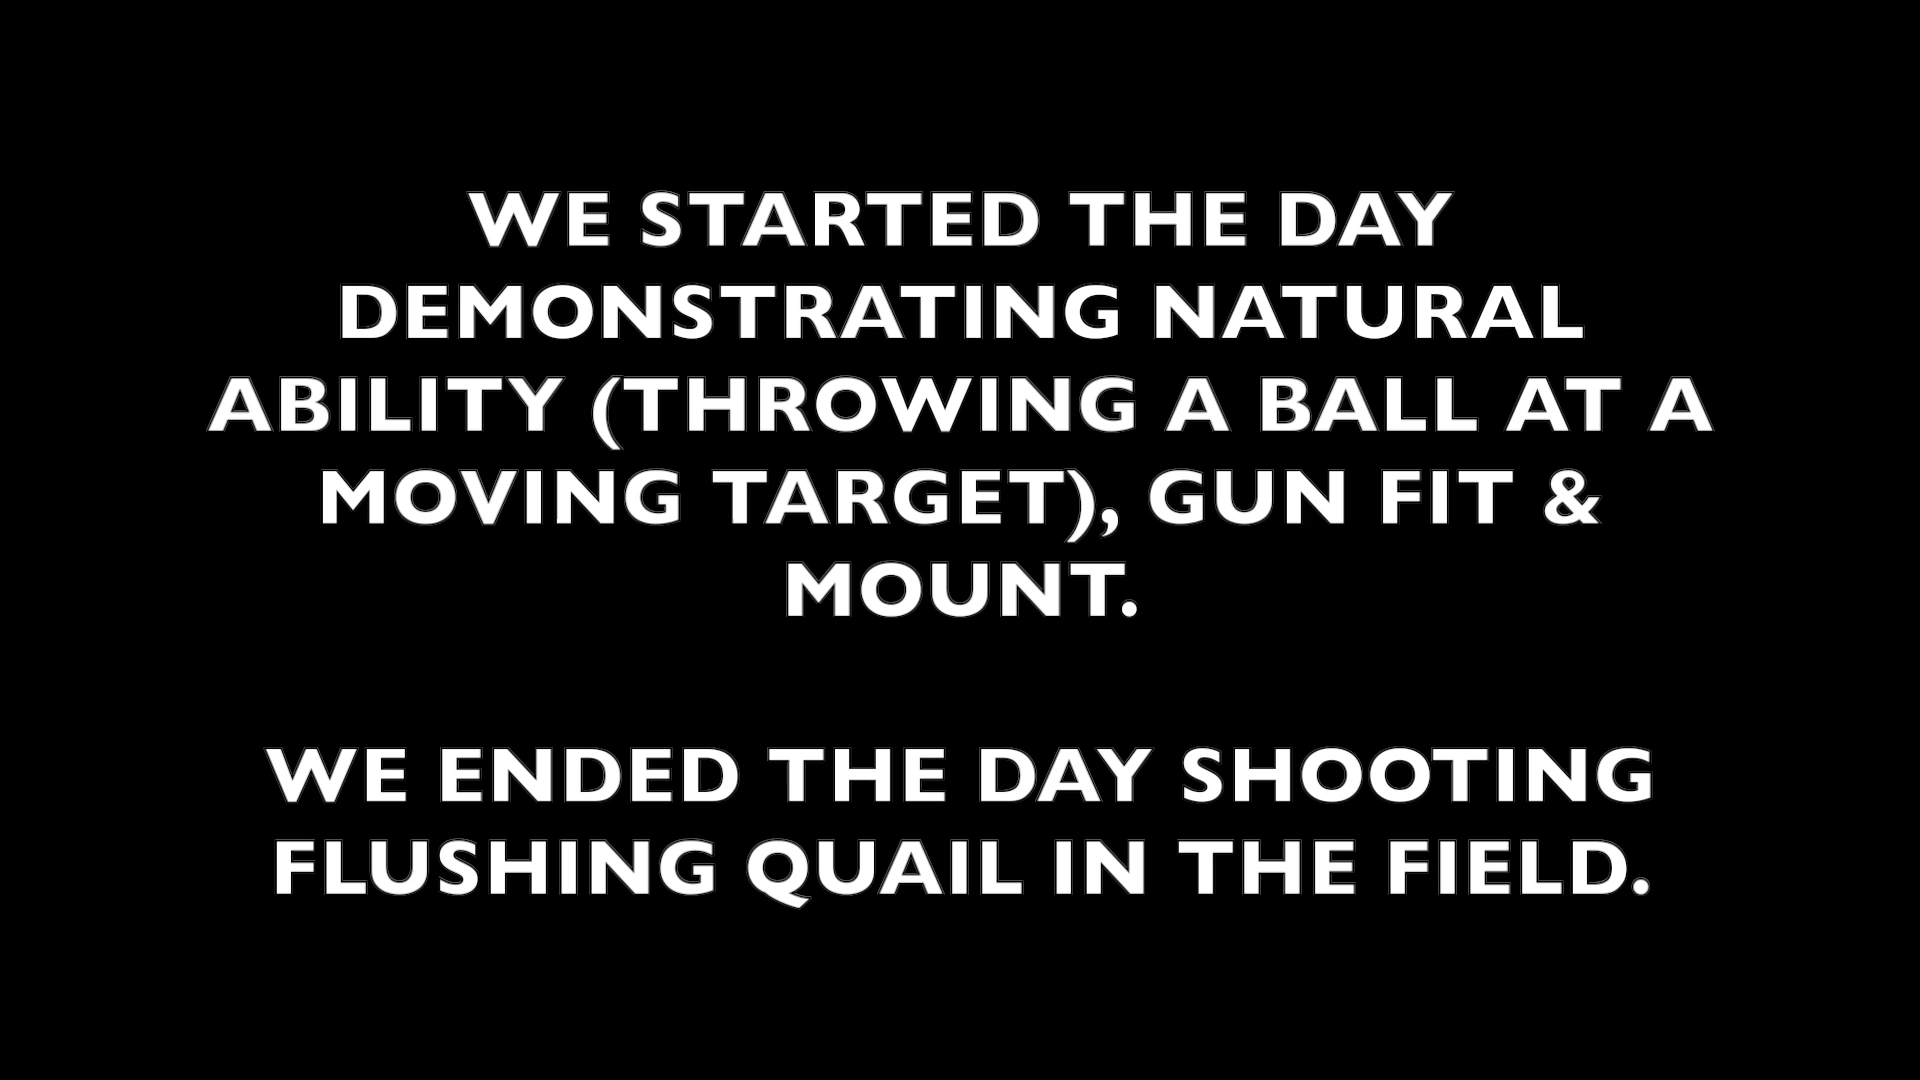 WE STARTED THE DAY
DEMONSTRATING NATURAL
ABILITY (THROWING A BALL AT A
MOVING TARGET), GUN FIT &
MOUNT.
WE ENDED THE DAY SHOOTING
FLUSHING QUAIL IN THE FIELD.